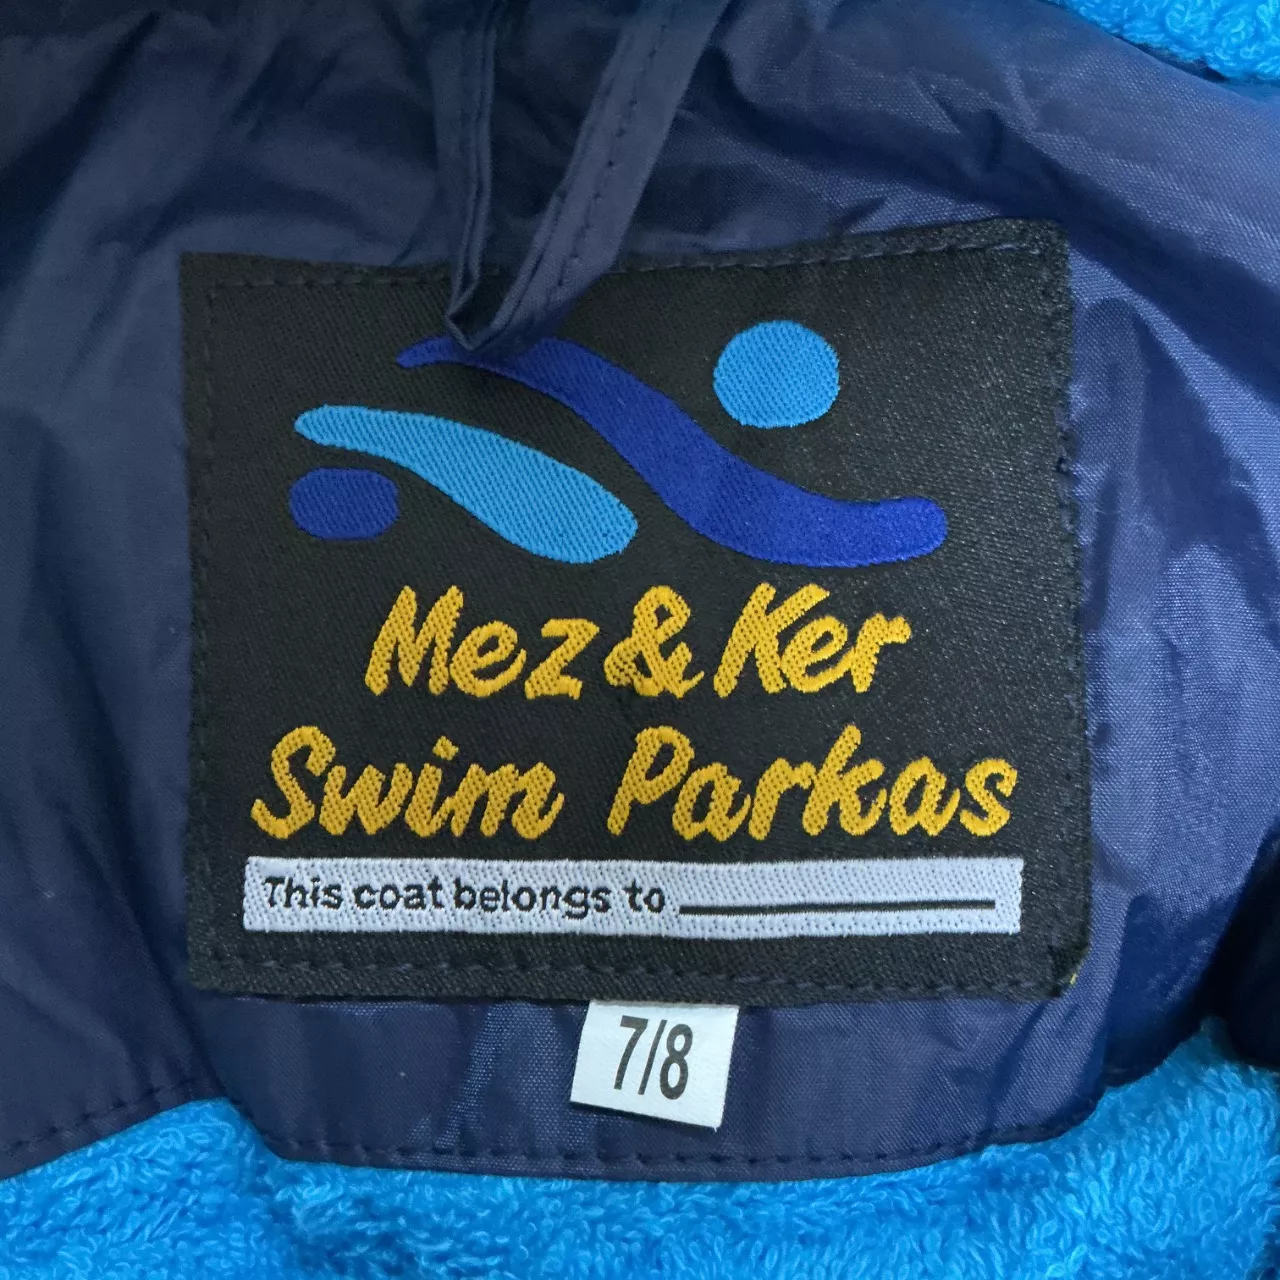 Mez & Ker
Swim Parkas
This coat belongs to
7/8